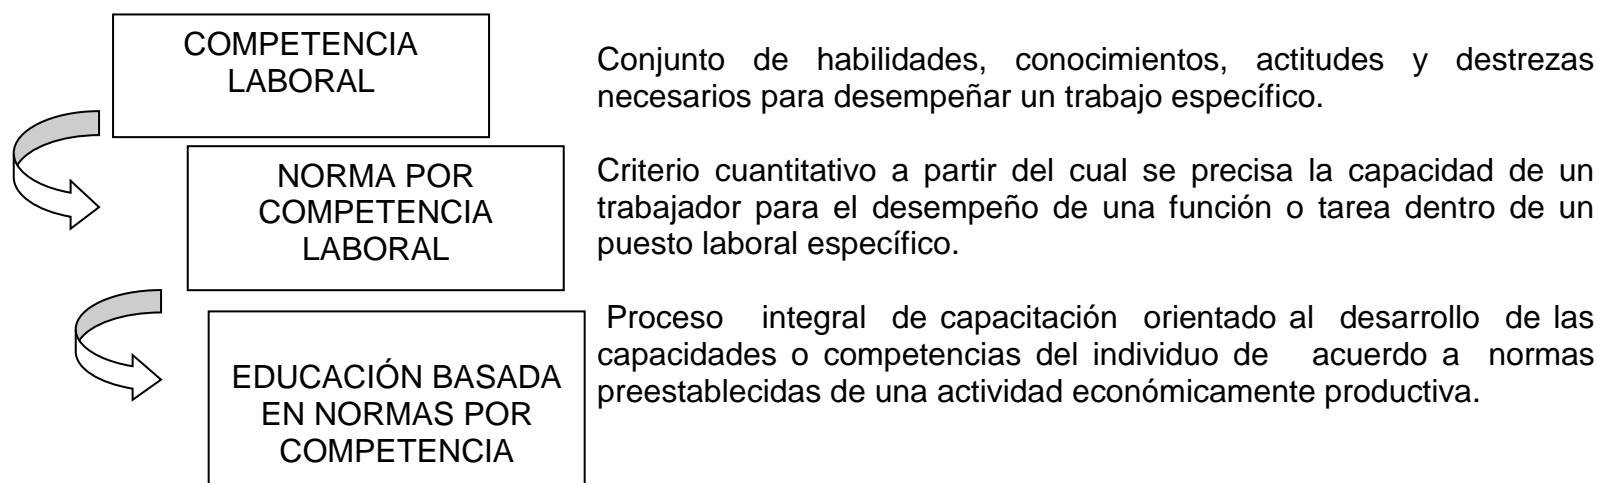 COMPETENCIA
LABORAL
Conjunto de habilidades, conocimientos, actitudes y destrezas
necesarios para desempeñar un trabajo específico.
NORMA POR
COMPETENCIA
LABORAL
Criterio cuantitativo a partir del cual se precisa la capacidad de un
trabajador para el desempeño de una función o tarea dentro de un
puesto laboral específico.
EDUCACIÓN BASADA
EN NORMAS POR
COMPETENCIA
Proceso integral de capacitación orientado al desarrollo de las
capacidades o competencias del individuo de acuerdo a normas
preestablecidas de una actividad económicamente productiva.